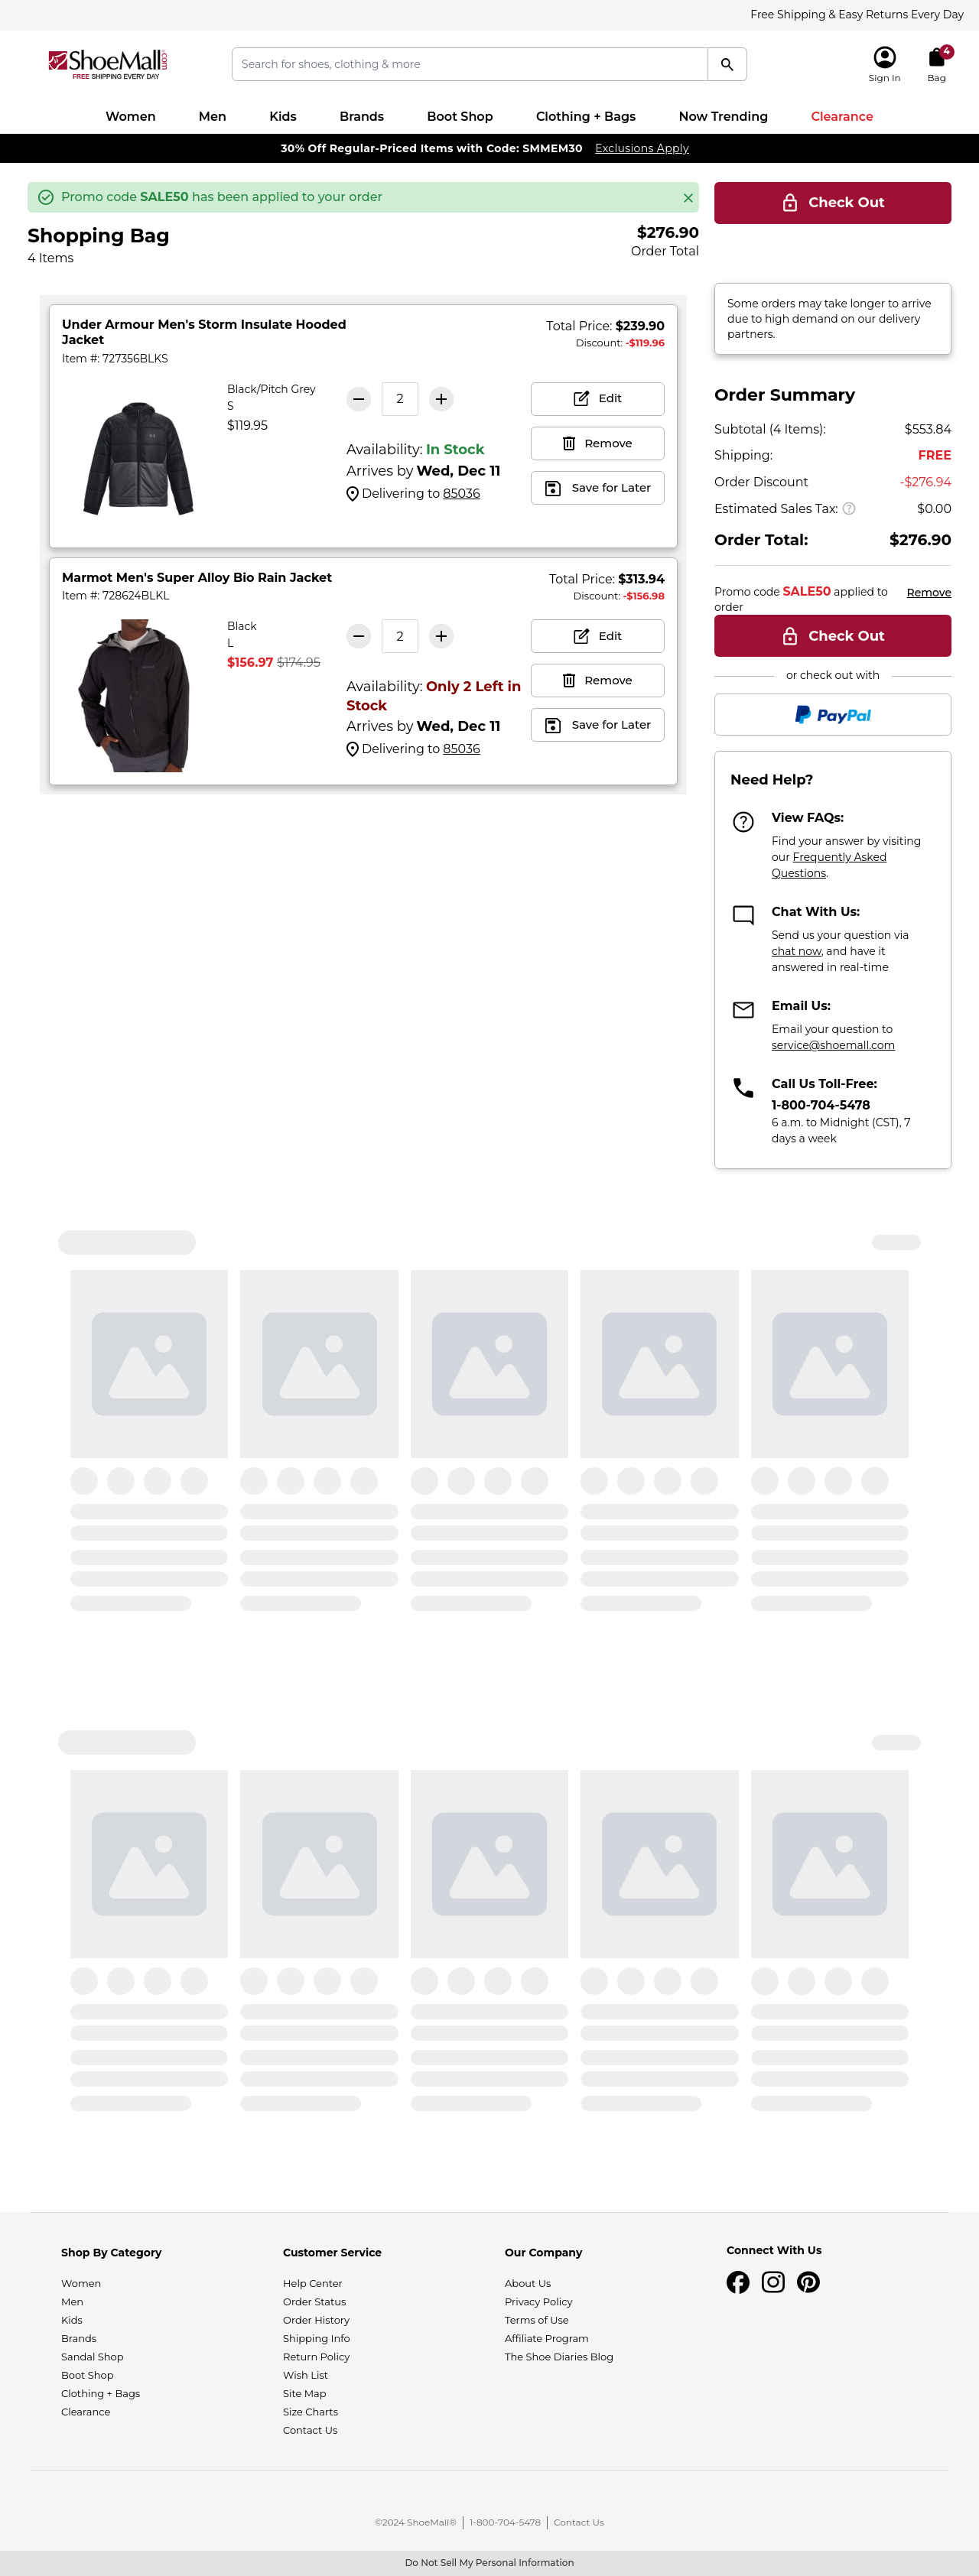 Free Shipping & Easy Returns Every Day
ShoeMall.com
FREE SHIPPING EVERY DAY
Search for shoes, clothing & more
Sign In
4
Bag
Women
Men
Kids
Brands
Boot Shop
Clothing + Bags
Now Trending
Clearance
30% Off Regular-Priced Items with Code: SMMEM30 Exclusions Apply
Promo code SALE50 has been applied to your order
Shopping Bag
4 Items
$276.90
Order Total
Under Armour Men's Storm Insulate Hooded
Jacket
Item #: 727356BLKS
Total Price: $239.90
Discount: -$119.96
Black/Pitch Grey
S
$119.95
2
Availability: In Stock
Arrives by Wed, Dec 11
Delivering to 85036
Edit
Remove
Save for Later
Marmot Men's Super Alloy Bio Rain Jacket
Item #: 728624BLKL
Total Price: $313.94
Discount: -$156.98
Black
L
$156.97 $174.95
2
Availability: Only 2 Left in
Stock
Arrives by Wed, Dec 11
Delivering to 85036
Edit
Remove
Save for Later
Check Out
Some orders may take longer to arrive
due to high demand on our delivery
partners.
Order Summary
Subtotal (4 Items): $553.84
Shipping: FREE
Order Discount -$276.94
Estimated Sales Tax: $0.00
Order Total: $276.90
Promo code SALE50 applied to
order
Remove
Check Out
or check out with
PayPal
Need Help?
View FAQs:
Find your answer by visiting
our Frequently Asked
Questions.
Chat With Us:
Send us your question via
chat now, and have it
answered in real-time
Email Us:
Email your question to
service@shoemall.com
Call Us Toll-Free:
1-800-704-5478
6 a.m. to Midnight (CST), 7
days a week
Shop By Category
Women
Men
Kids
Brands
Sandal Shop
Boot Shop
Clothing + Bags
Clearance
Customer Service
Help Center
Order Status
Order History
Shipping Info
Return Policy
Wish List
Site Map
Size Charts
Contact Us
Our Company
About Us
Privacy Policy
Terms of Use
Affiliate Program
The Shoe Diaries Blog
Connect With Us
©2024 ShoeMall® | 1-800-704-5478 | Contact Us
Do Not Sell My Personal Information